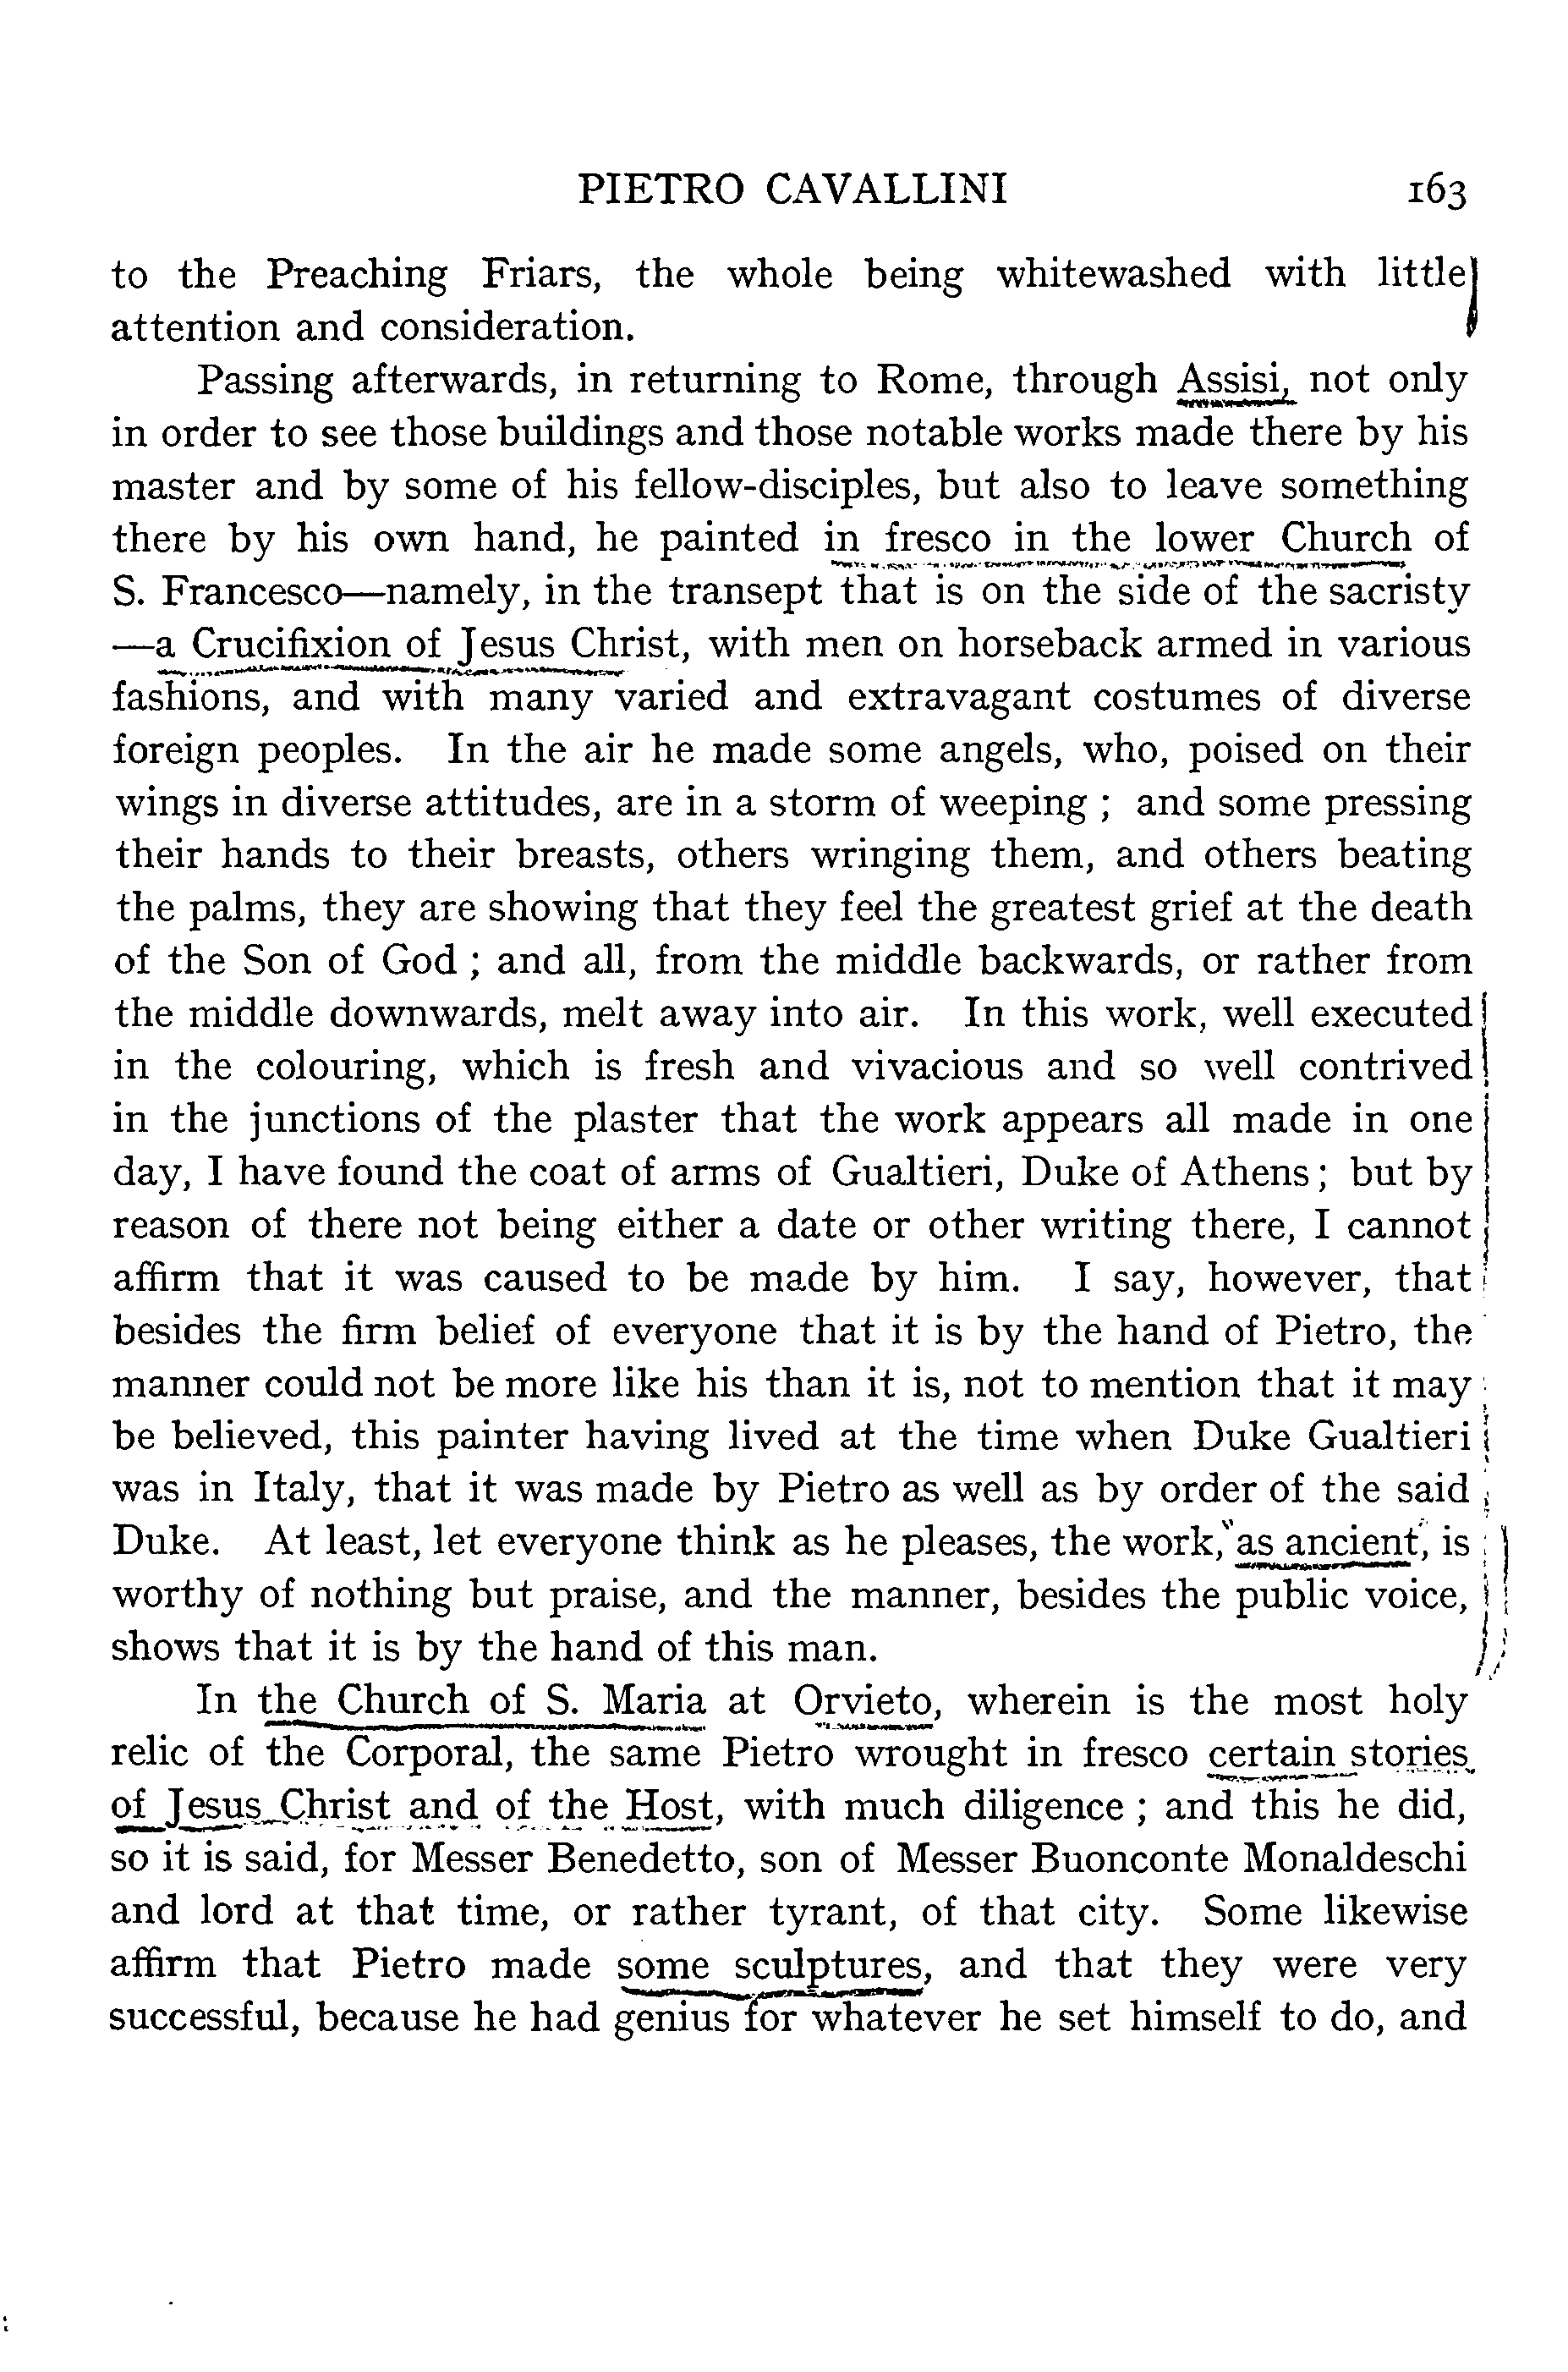 PIETRO CAVALLINI 163
to the Preaching Friars, the whole being whitewashed with little
attention and consideration.
Passing afterwards, in returning to Rome, through Assisi, not only
in order to see those buildings and those notable works made there by his
master and by some of his fellow-disciples, but also to leave something
there by his own hand, he painted in fresco in the lower Church of
S. Francesco—namely, in the transept that is on the side of the sacristy
—a Crucifixion of Jesus Christ, with men on horseback armed in various
fashions, and with many varied and extravagant costumes of diverse
foreign peoples. In the air he made some angels, who, poised on their
wings in diverse attitudes, are in a storm of weeping ; and some pressing
their hands to their breasts, others wringing them, and others beating
the palms, they are showing that they feel the greatest grief at the death
of the Son of God ; and all, from the middle backwards, or rather from
the middle downwards, melt away into air. In this work, well executed
in the colouring, which is fresh and vivacious and so well contrived
in the junctions of the plaster that the work appears all made in one
day, I have found the coat of arms of Gualtieri, Duke of Athens ; but by
reason of there not being either a date or other writing there, I cannot
affirm that it was caused to be made by him. I say, however, that
besides the firm belief of everyone that it is by the hand of Pietro, the
manner could not be more like his than it is, not to mention that it may
be believed, this painter having lived at the time when Duke Gualtieri
was in Italy, that it was made by Pietro as well as by order of the said
Duke. At least, let everyone think as he pleases, the work, "as ancient", is
worthy of nothing but praise, and the manner, besides the public voice,
shows that it is by the hand of this man.
In the Church of S. Maria at Orvieto, wherein is the most holy
relic of the Corporal, the same Pietro wrought in fresco certain stories
of Jesus Christ and of the Host, with much diligence ; and this he did,
so it is said, for Messer Benedetto, son of Messer Buonconte Monaldeschi
and lord at that time, or rather tyrant, of that city. Some likewise
affirm that Pietro made some sculptures, and that they were very
successful, because he had genius for whatever he set himself to do, and